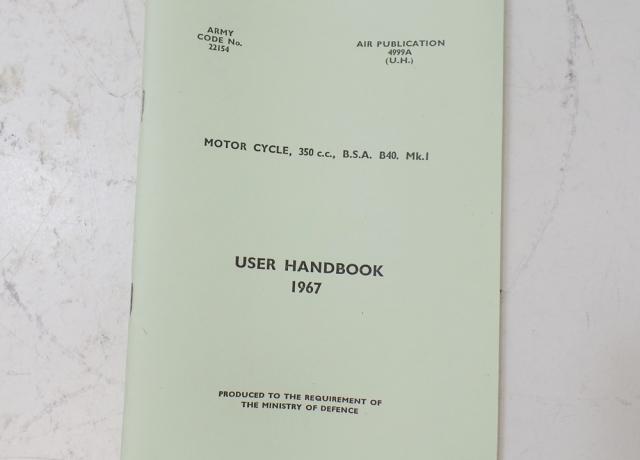 ARMY
CODE No.
22154
AIR PUBLICATION
4999A
(U.H.)
MOTOR CYCLE, 350 c.c., B.S.A. B40. Mk.I
USER HANDBOOK
1967
PRODUCED TO THE REQUIREMENT OF
THE MINISTRY OF DEFENCE